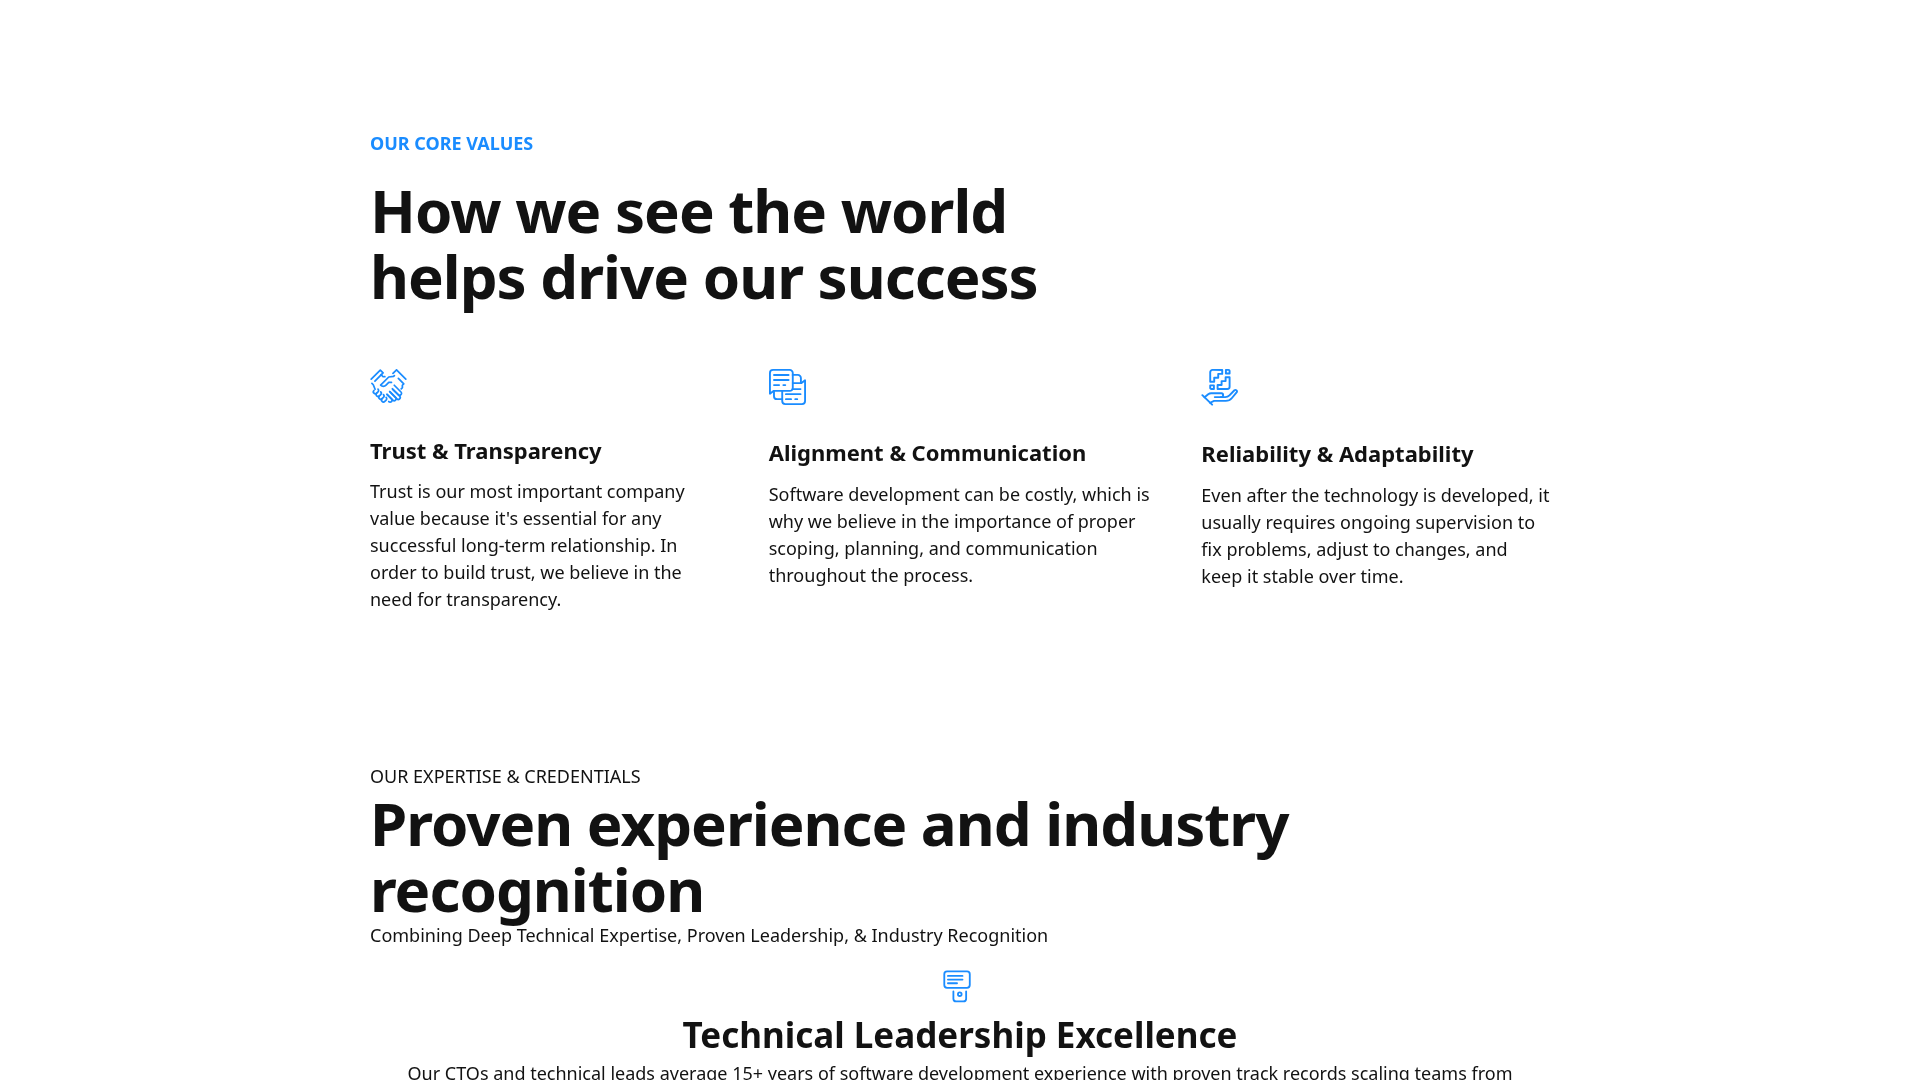 OUR CORE VALUES
How we see the world
helps drive our success
Trust & Transparency
Trust is our most important company
value because it's essential for any
successful long-term relationship. In
order to build trust, we believe in the
need for transparency.
Alignment & Communication
Software development can be costly, which is
why we believe in the importance of proper
scoping, planning, and communication
throughout the process.
Reliability & Adaptability
Even after the technology is developed, it
usually requires ongoing supervision to
fix problems, adjust to changes, and
keep it stable over time.
OUR EXPERTISE & CREDENTIALS
Proven experience and industry
recognition
Combining Deep Technical Expertise, Proven Leadership, & Industry Recognition
Technical Leadership Excellence
Our CTOs and technical leads average 15+ years of software development experience with proven track records scaling teams from